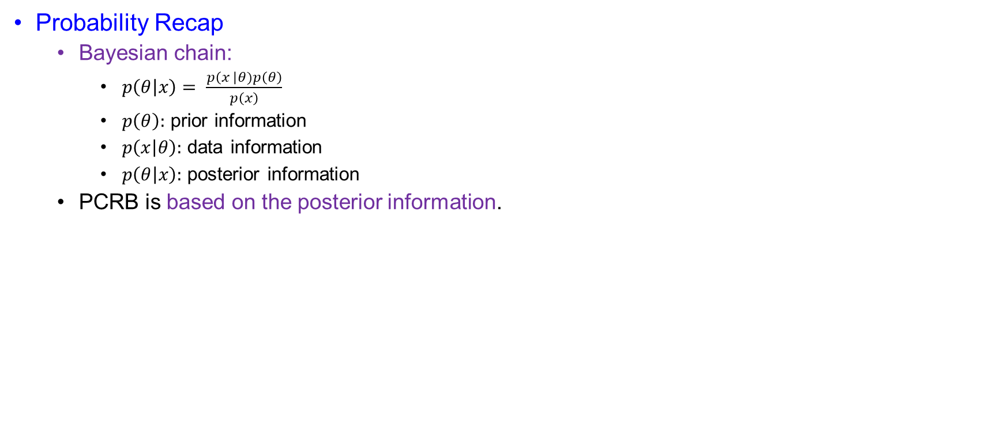 • Probability Recap
• Bayesian chain:
• 𝑝(𝜃|𝑥) = 𝑝(𝑥|𝜃)𝑝(𝜃) / 𝑝(𝑥)
• 𝑝(𝜃): prior information
• 𝑝(𝑥|𝜃): data information
• 𝑝(𝜃|𝑥): posterior information
• PCRB is based on the posterior information.